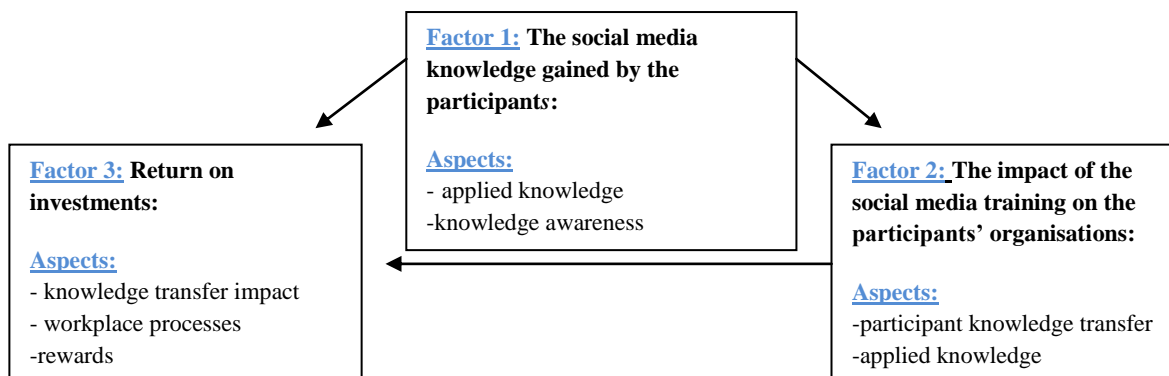 Factor 1: The social media
knowledge gained by the
participants:
Aspects:
- applied knowledge
-knowledge awareness
Factor 3: Return on
investments:
Aspects:
- knowledge transfer impact
- workplace processes
-rewards
Factor 2: The impact of the
social media training on the
participants’ organisations:
Aspects:
-participant knowledge transfer
-applied knowledge